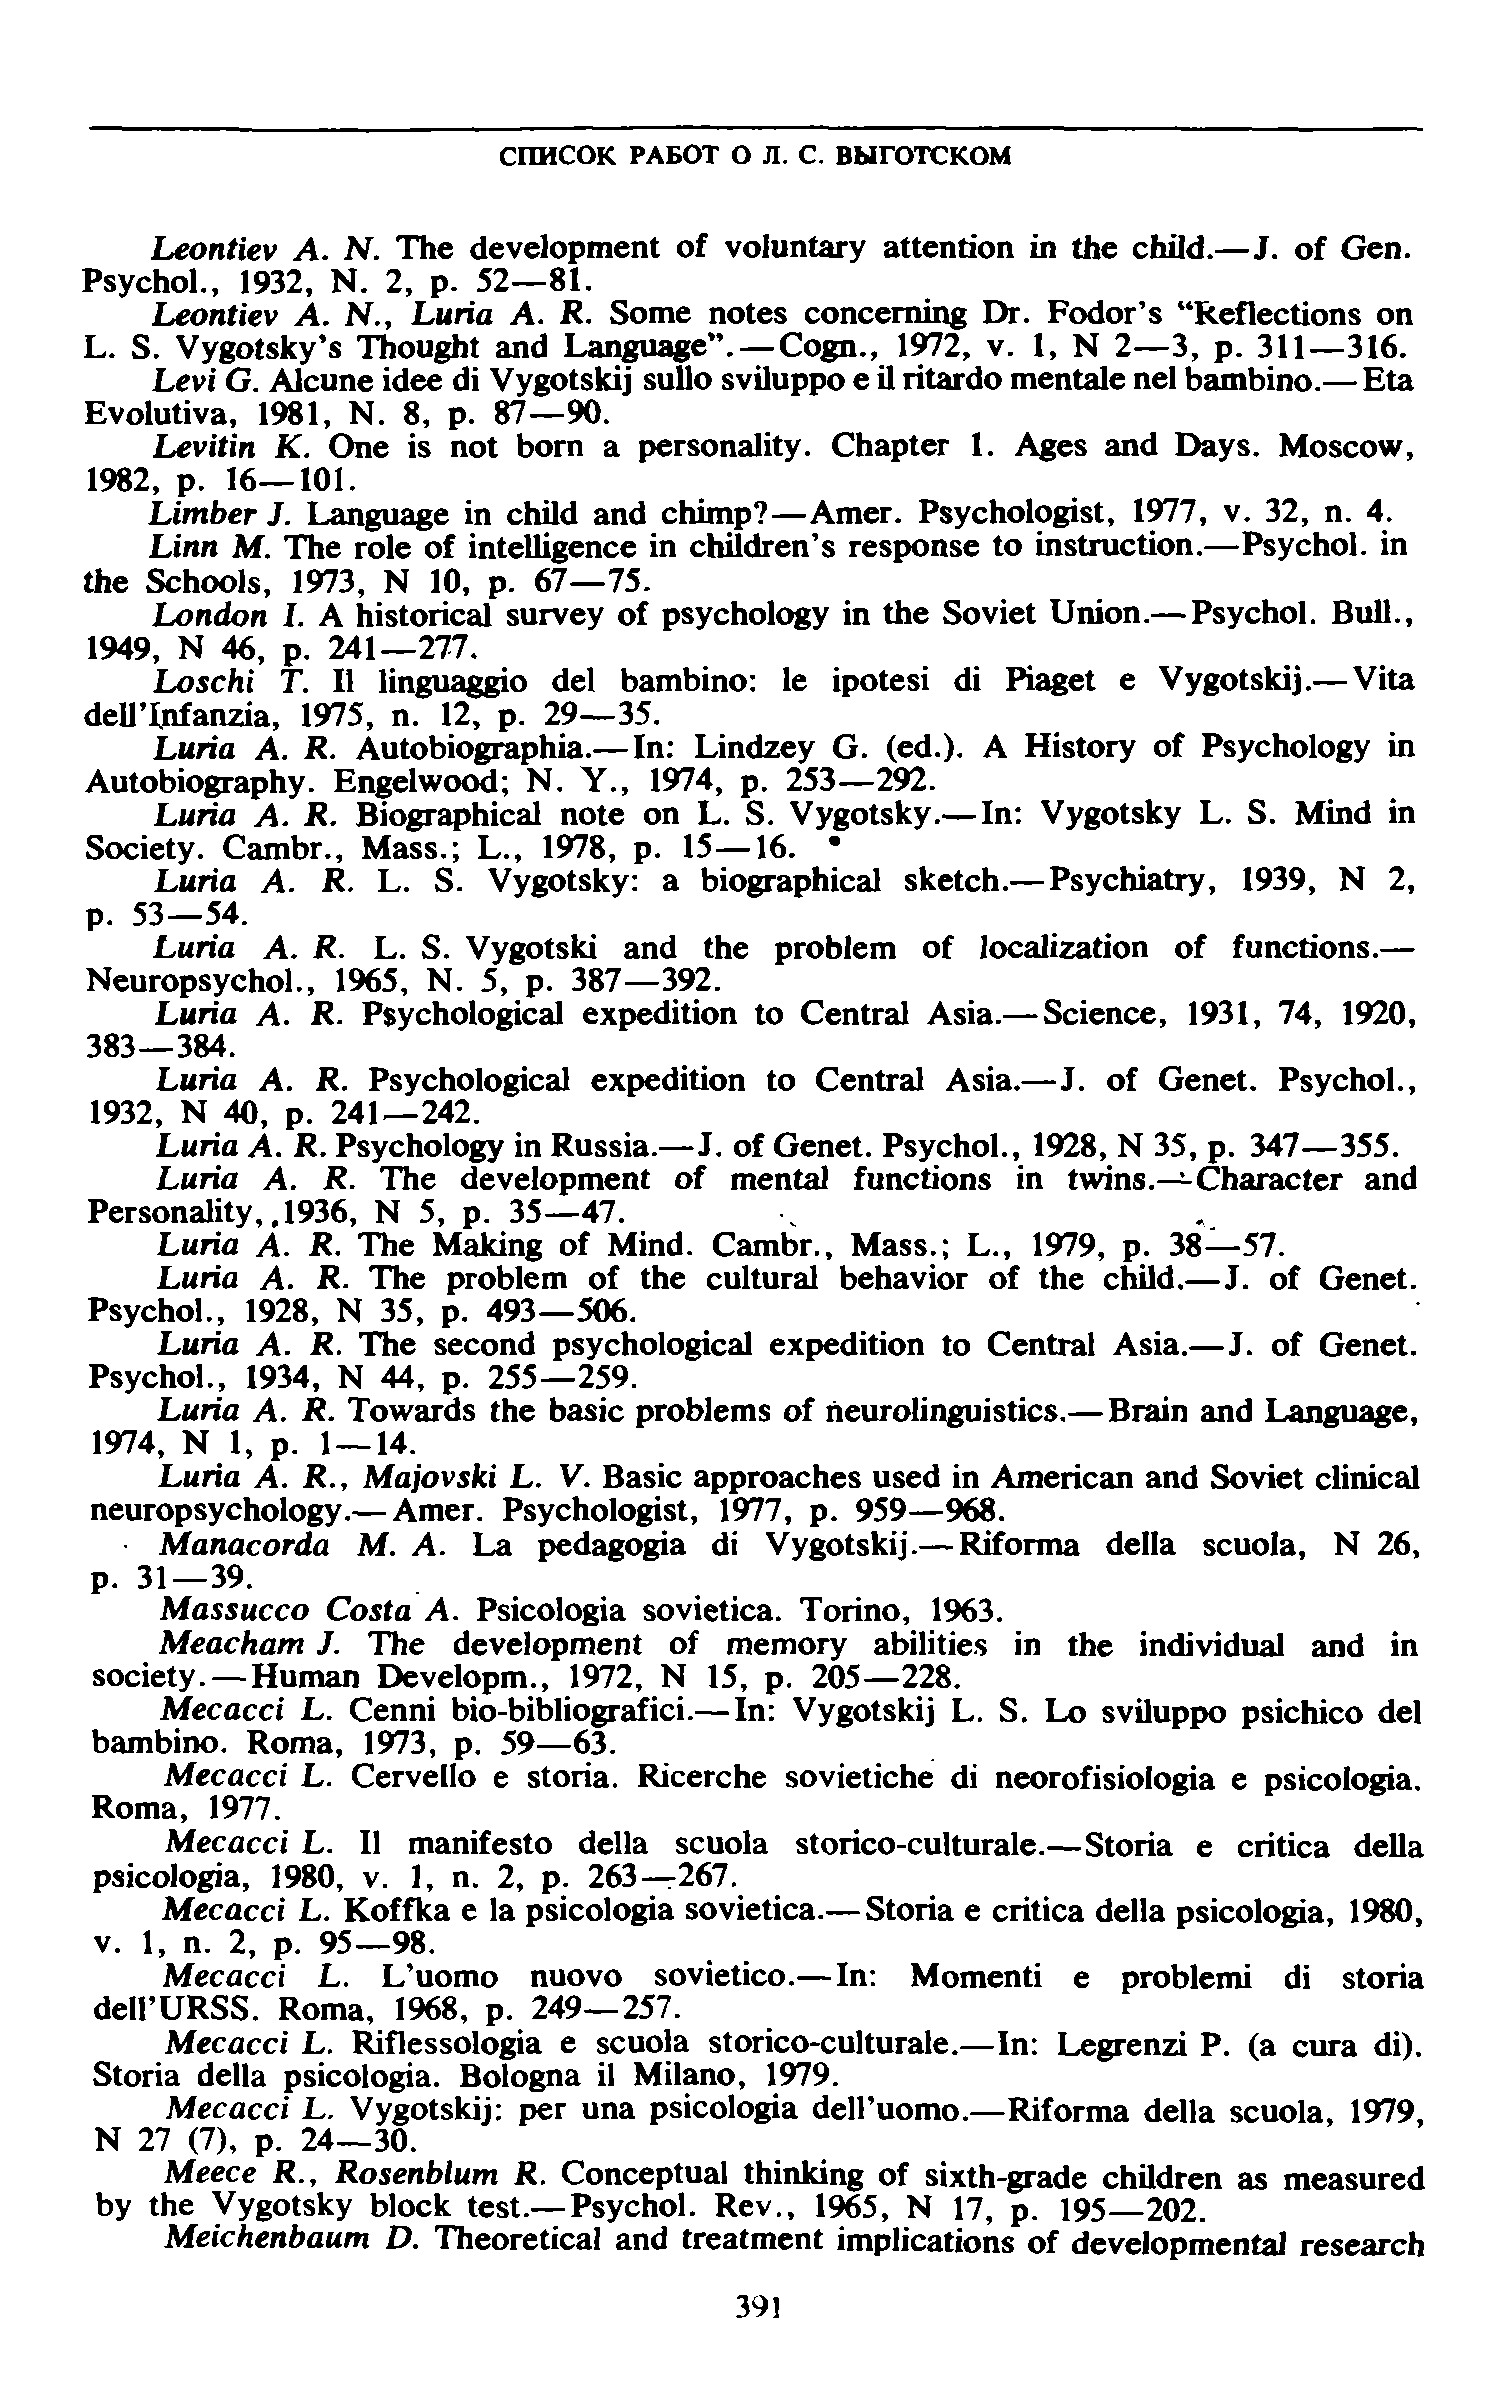 СПИСОК РАБОТ О Л. С. ВЫГОТСКОМ
Leontiev A. N. The development of voluntary attention in the child.—J. of Gen.
Psychol., 1932, N. 2, p. 52—81.
Leontiev A. N., Luria A. R. Some notes concerning Dr. Fodor's “Reflections on
L. S. Vygotsky's Thought and Language”.—Cogn., 1972, v. 1, N 2—3, p. 311—316.
Levi G. Alcune idee di Vygotskij sullo sviluppo e il ritardo mentale nel bambino.—Eta
Evolutiva, 1981, N. 8, p. 87—90.
Levitin K. One is not born a personality. Chapter 1. Ages and Days. Moscow,
1982, p. 16—101.
Limber J. Language in child and chimp?—Amer. Psychologist, 1977, v. 32, n. 4.
Linn M. The role of intelligence in children's response to instruction.—Psychol. in
the Schools, 1973, N 10, p. 67—75.
London I. A historical survey of psychology in the Soviet Union.—Psychol. Bull.,
1949, N 46, p. 241—277.
Loschi T. Il linguaggio del bambino: le ipotesi di Piaget e Vygotskij.—Vita
dell'Infanzia, 1975, n. 12, p. 29—35.
Luria A. R. Autobiographia.—In: Lindzey G. (ed.). A History of Psychology in
Autobiography. Engelwood; N. Y., 1974, p. 253—292.
Luria A. R. Biographical note on L. S. Vygotsky.—In: Vygotsky L. S. Mind in
Society. Cambr., Mass.; L., 1978, p. 15—16.
Luria A. R. L. S. Vygotsky: a biographical sketch.—Psychiatry, 1939, N 2,
p. 53—54.
Luria A. R. L. S. Vygotski and the problem of localization of functions.—
Neuropsychol., 1965, N. 5, p. 387—392.
Luria A. R. Psychological expedition to Central Asia.—Science, 1931, 74, 1920,
383—384.
Luria A. R. Psychological expedition to Central Asia.—J. of Genet. Psychol.,
1932, N 40, p. 241—242.
Luria A. R. Psychology in Russia.—J. of Genet. Psychol., 1928, N 35, p. 347—355.
Luria A. R. The development of mental functions in twins.—Character and
Personality, 1936, N 5, p. 35—47.
Luria A. R. The Making of Mind. Cambr., Mass.; L., 1979, p. 38—57.
Luria A. R. The problem of the cultural behavior of the child.—J. of Genet.
Psychol., 1928, N 35, p. 493—506.
Luria A. R. The second psychological expedition to Central Asia.—J. of Genet.
Psychol., 1934, N 44, p. 255—259.
Luria A. R. Towards the basic problems of neurolinguistics.—Brain and Language,
1974, N 1, p. 1—14.
Luria A. R., Majovski L. V. Basic approaches used in American and Soviet clinical
neuropsychology.—Amer. Psychologist, 1977, p. 959—968.
Manacorda M. A. La pedagogia di Vygotskij.—Riforma della scuola, N 26,
p. 31—39.
Massucco Costa A. Psicologia sovietica. Torino, 1963.
Meacham J. The development of memory abilities in the individual and in
society.—Human Developm., 1972, N 15, p. 205—228.
Mecacci L. Cenni bio-bibliografici.—In: Vygotskij L. S. Lo sviluppo psichico del
bambino. Roma, 1973, p. 59—63.
Mecacci L. Cervello e storia. Ricerche sovietiche di neorofisiologia e psicologia.
Roma, 1977.
Mecacci L. Il manifesto della scuola storico-culturale.—Storia e critica della
psicologia, 1980, v. 1, n. 2, p. 263—267.
Mecacci L. Koffka e la psicologia sovietica.—Storia e critica della psicologia, 1980,
v. 1, n. 2, p. 95—98.
Mecacci L. L'uomo nuovo sovietico.—In: Momenti e problemi di storia
dell'URSS. Roma, 1968, p. 249—257.
Mecacci L. Riflessologia e scuola storico-culturale.—In: Legrenzi P. (a cura di).
Storia della psicologia. Bologna il Milano, 1979.
Mecacci L. Vygotskij: per una psicologia dell'uomo.—Riforma della scuola, 1979,
N 27 (7), p. 24—30.
Meece R., Rosenblum R. Conceptual thinking of sixth-grade children as measured
by the Vygotsky block test.—Psychol. Rev., 1965, N 17, p. 195—202.
Meichenbaum D. Theoretical and treatment implications of developmental research
391